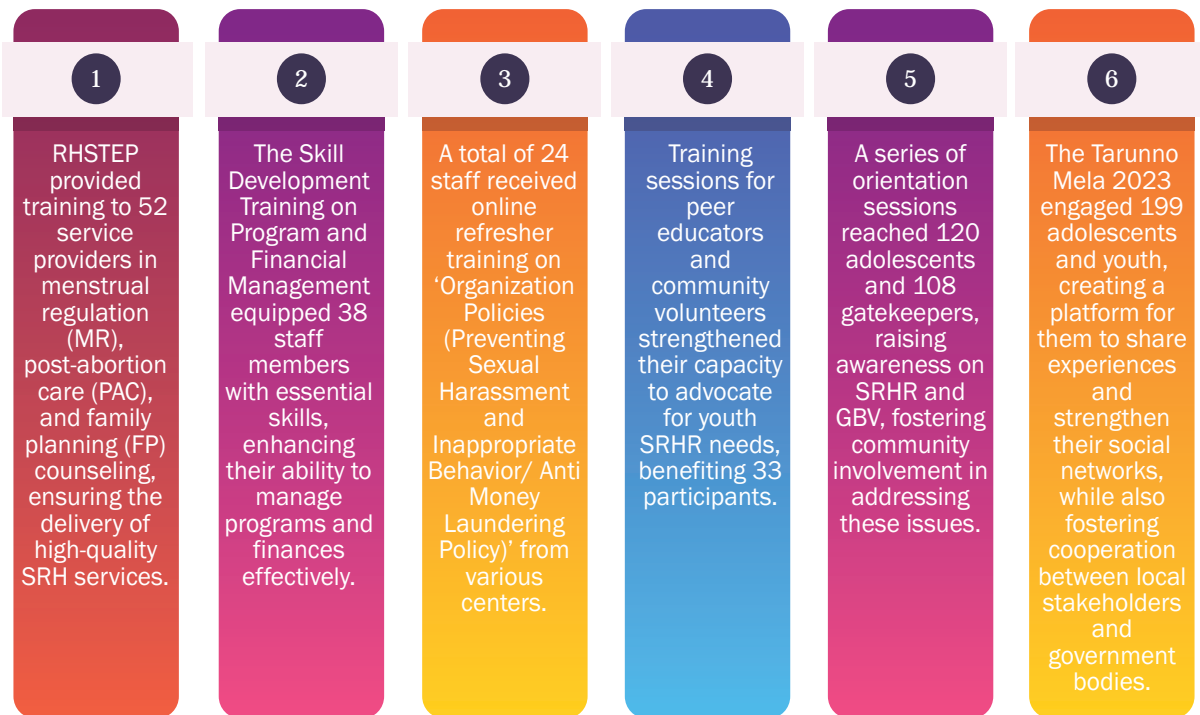 1
RHSTEP
provided
training to 52
service
providers in
menstrual
regulation
(MR),
post-abortion
care (PAC),
and family
planning (FP)
counseling,
ensuring the
delivery of
high-quality
SRH services.
2
The Skill
Development
Training on
Program and
Financial
Management
equipped 38
staff
members
with essential
skills,
enhancing
their ability to
manage
programs and
finances
effectively.
3
A total of 24
staff received
online
refresher
training on
‘Organization
Policies
(Preventing
Sexual
Harassment
and
Inappropriate
Behavior/ Anti
Money
Laundering
Policy)’ from
various
centers.
4
Training
sessions for
peer
educators
and
community
volunteers
strengthened
their capacity
to advocate
for youth
SRHR needs,
benefiting 33
participants.
5
A series of
orientation
sessions
reached 120
adolescents
and 108
gatekeepers,
raising
awareness on
SRHR and
GBV, fostering
community
involvement in
addressing
these issues.
6
The Tarunno
Mela 2023
engaged 199
adolescents
and youth,
creating a
platform for
them to share
experiences
and
strengthen
their social
networks,
while also
fostering
cooperation
between local
stakeholders
and
government
bodies.